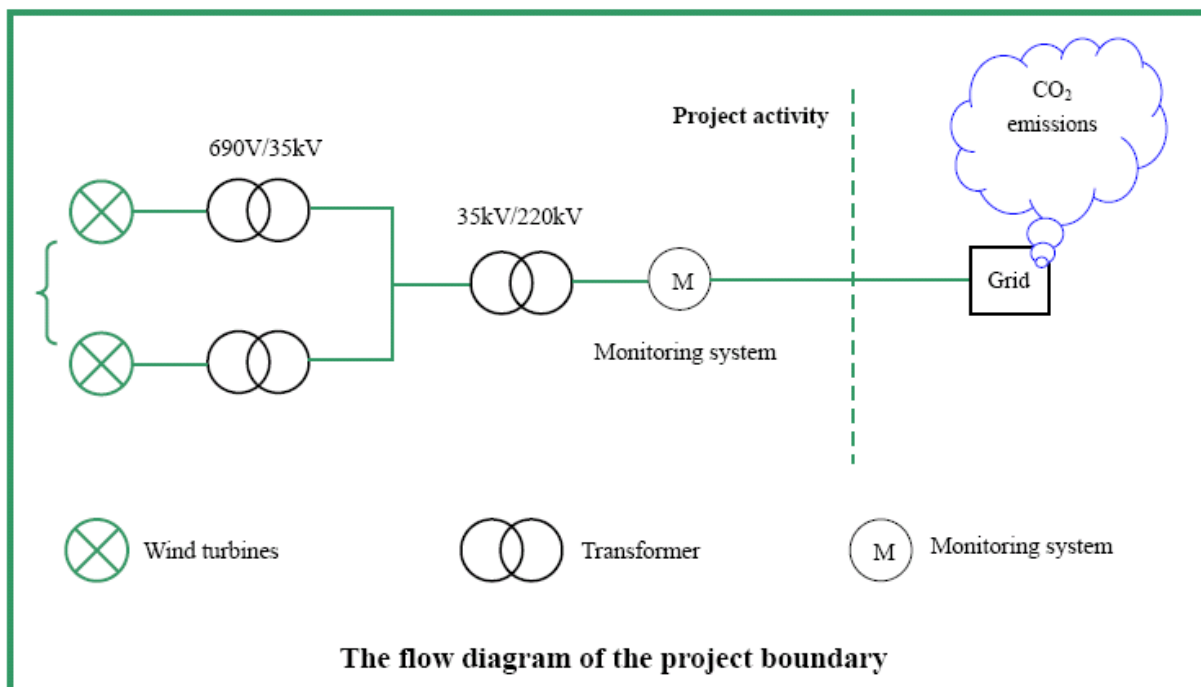 CO₂
emissions
Project activity
690V/35kV
35kV/220kV
M
Grid
Monitoring system
Wind turbines
Transformer
M
Monitoring system
The flow diagram of the project boundary